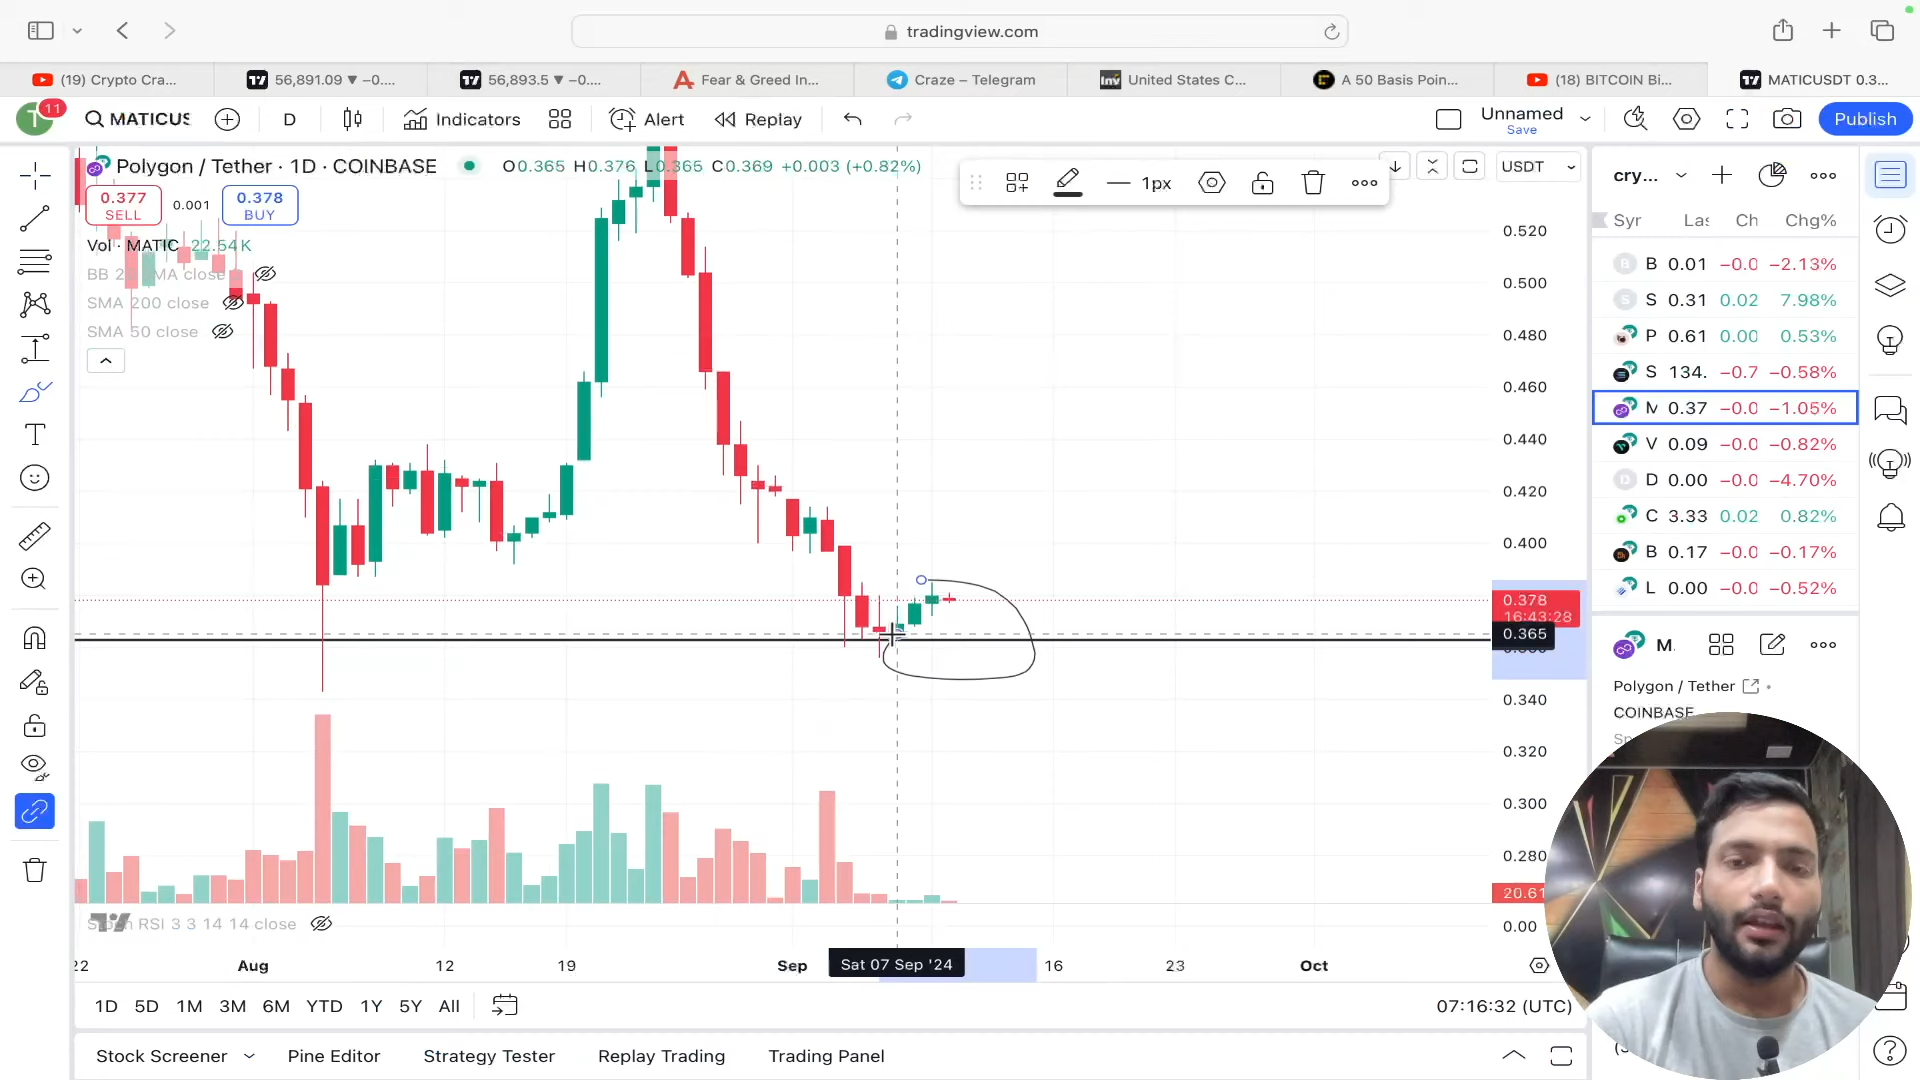 tradingview.com
(19) Crypto Cra...
56,891.09 ▼ −0....
56,893.5 ▼ −0....
Fear & Greed In...
Craze – Telegram
United States C...
A 50 Basis Poin...
(18) BITCOIN Bi...
MATICUSDT 0.3...
T 11
MATICUS
D
Indicators
Alert
Replay
Unnamed
Save
Publish
Polygon / Tether · 1D · COINBASE
O0.365 H0.376 L0.365 C0.369 +0.003 (+0.82%)
0.377
SELL
0.001
0.378
BUY
Vol · MATIC 22.54K
SMA 200 close
SMA 50 close
1px
USDT
0.520
0.500
0.480
0.460
0.440
0.420
0.400
0.378
16:43:28
0.365
0.340
0.320
0.300
0.280
20.61
0.00
RSI 3 3 14 14 close
22
Aug
12
19
Sep
Sat 07 Sep '24
16
23
Oct
1D 5D 1M 3M 6M YTD 1Y 5Y All
07:16:32 (UTC)
Stock Screener
Pine Editor
Strategy Tester
Replay Trading
Trading Panel
cry...
Chg%
B 0.01 −0.0 −2.13%
S 0.31 0.02 7.98%
P 0.61 0.00 0.53%
S 134. −0.7 −0.58%
M 0.37 −0.0 −1.05%
V 0.09 −0.0 −0.82%
D 0.00 −0.0 −4.70%
C 3.33 0.02 0.82%
B 0.17 −0.0 −0.17%
L 0.00 −0.0 −0.52%
M.
Polygon / Tether
COINBASE